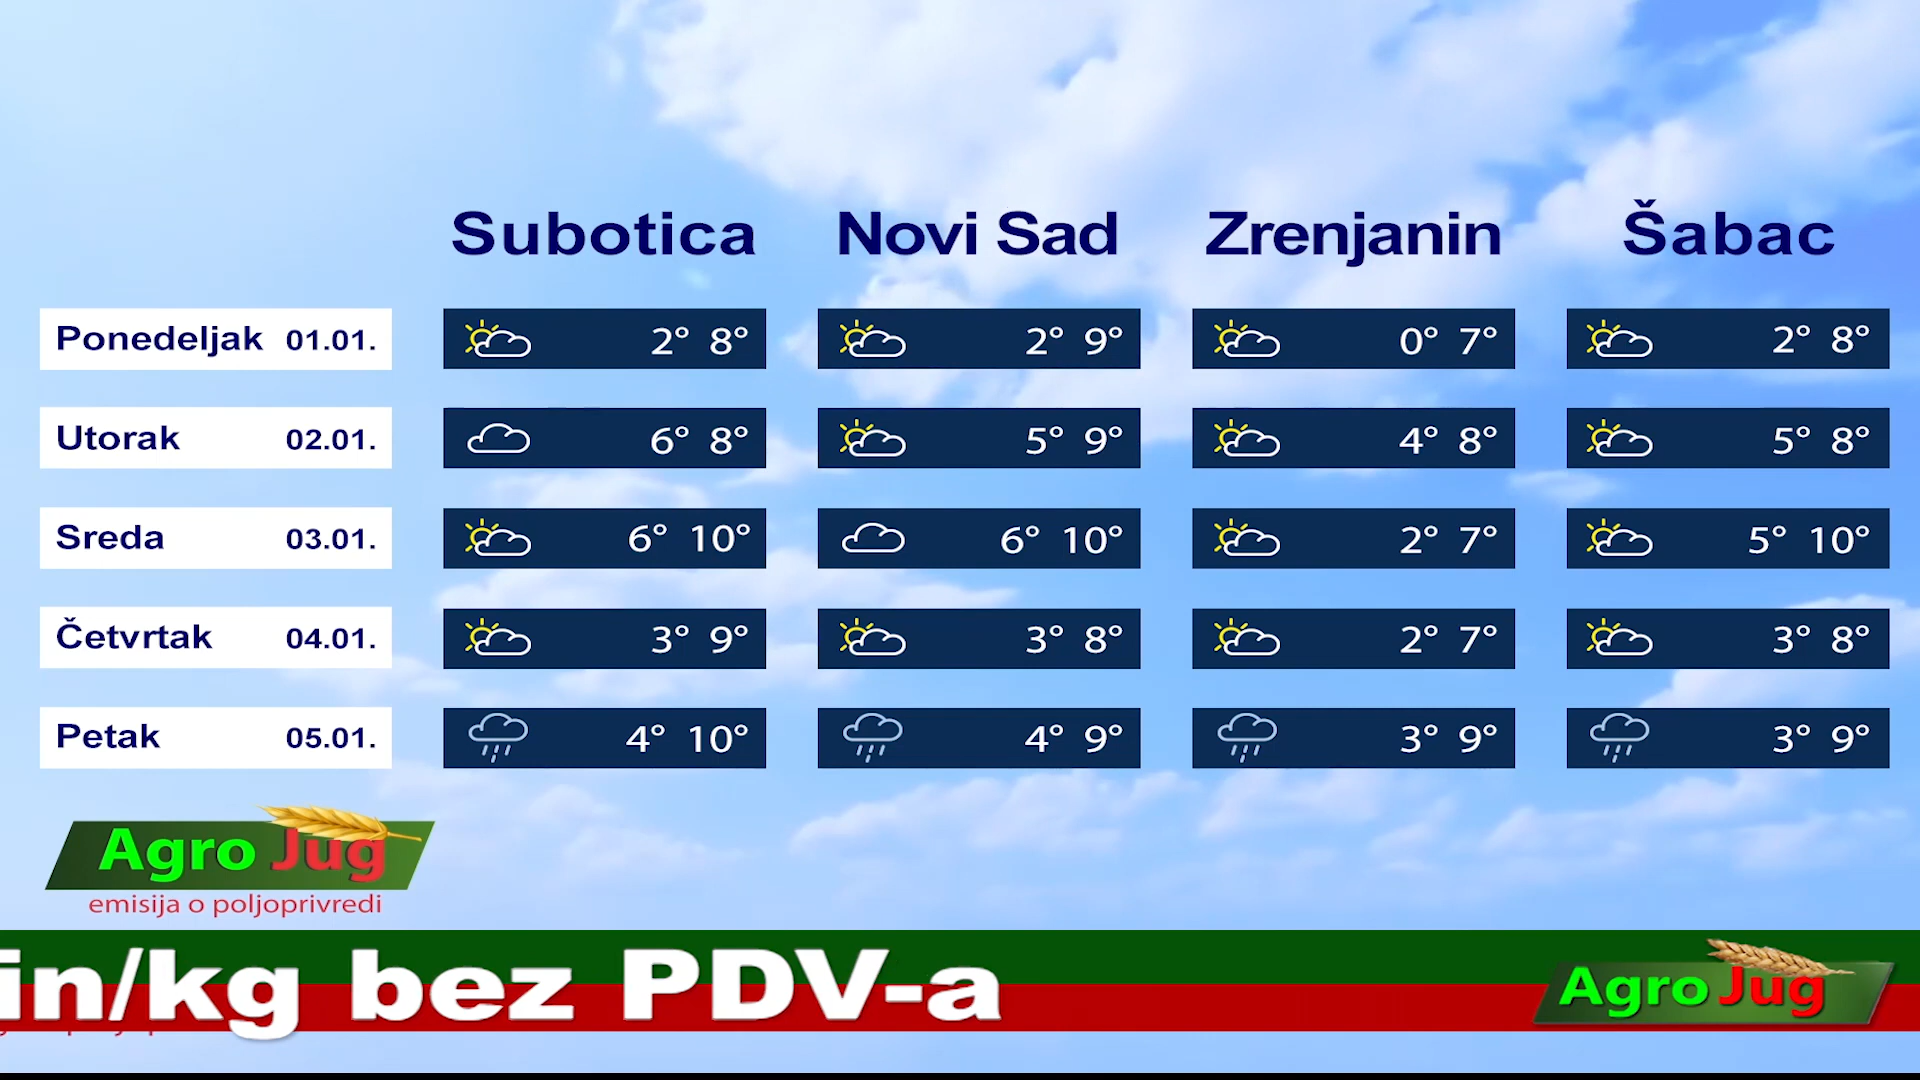 Subotica Novi Sad Zrenjanin Šabac
Ponedeljak 01.01. 2° 8° 2° 9° 0° 7° 2° 8°
Utorak 02.01. 6° 8° 5° 9° 4° 8° 5° 8°
Sreda 03.01. 6° 10° 6° 10° 2° 7° 5° 10°
Četvrtak 04.01. 3° 9° 3° 8° 2° 7° 3° 8°
Petak 05.01. 4° 10° 4° 9° 3° 9° 3° 9°
Agro Jug
emisija o poljoprivredi
in/kg bez PDV-a
Agro Jug